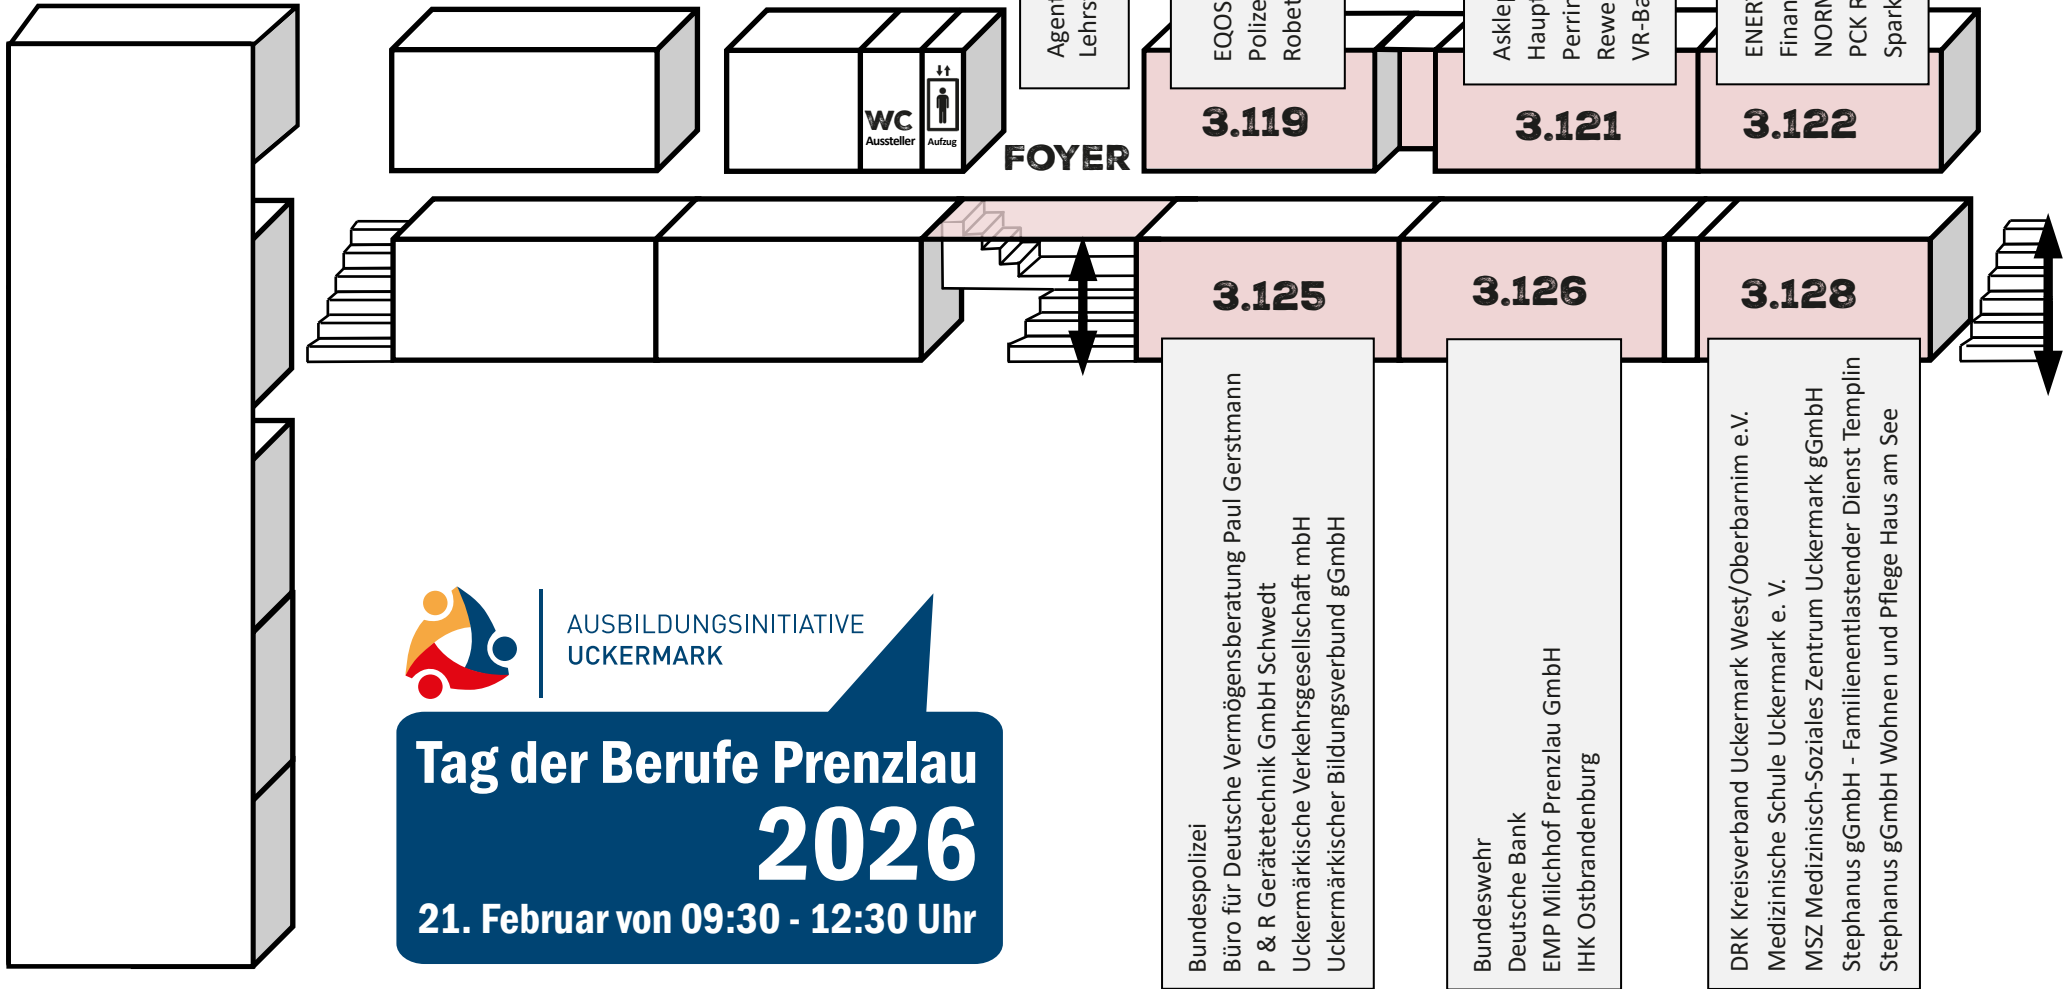 Agent
Lehrs
EQOS
Polize
Robet
Asklep
Haupt
Perrin
Rewe
VR-Ba
ENER
Finan
NORM
PCK R
Spark
WC
Aussteller
Aufzug
FOYER
3.119
3.121
3.122
3.125
3.126
3.128
Bundespolizei
Büro für Deutsche Vermögensberatung Paul Gerstmann
P & R Gerätetechnik GmbH Schwedt
Uckermärkische Verkehrsgesellschaft mbH
Uckermärkischer Bildungsverbund gGmbH
Bundeswehr
Deutsche Bank
EMP Milchhof Prenzlau GmbH
IHK Ostbrandenburg
DRK Kreisverband Uckermark West/Oberbarnim e.V.
Medizinische Schule Uckermark e. V.
MSZ Medizinisch-Soziales Zentrum Uckermark gGmbH
Stephanus gGmbH - Familienentlastender Dienst Templin
Stephanus gGmbH Wohnen und Pflege Haus am See
AUSBILDUNGSINITIATIVE
UCKERMARK
Tag der Berufe Prenzlau
2026
21. Februar von 09:30 - 12:30 Uhr